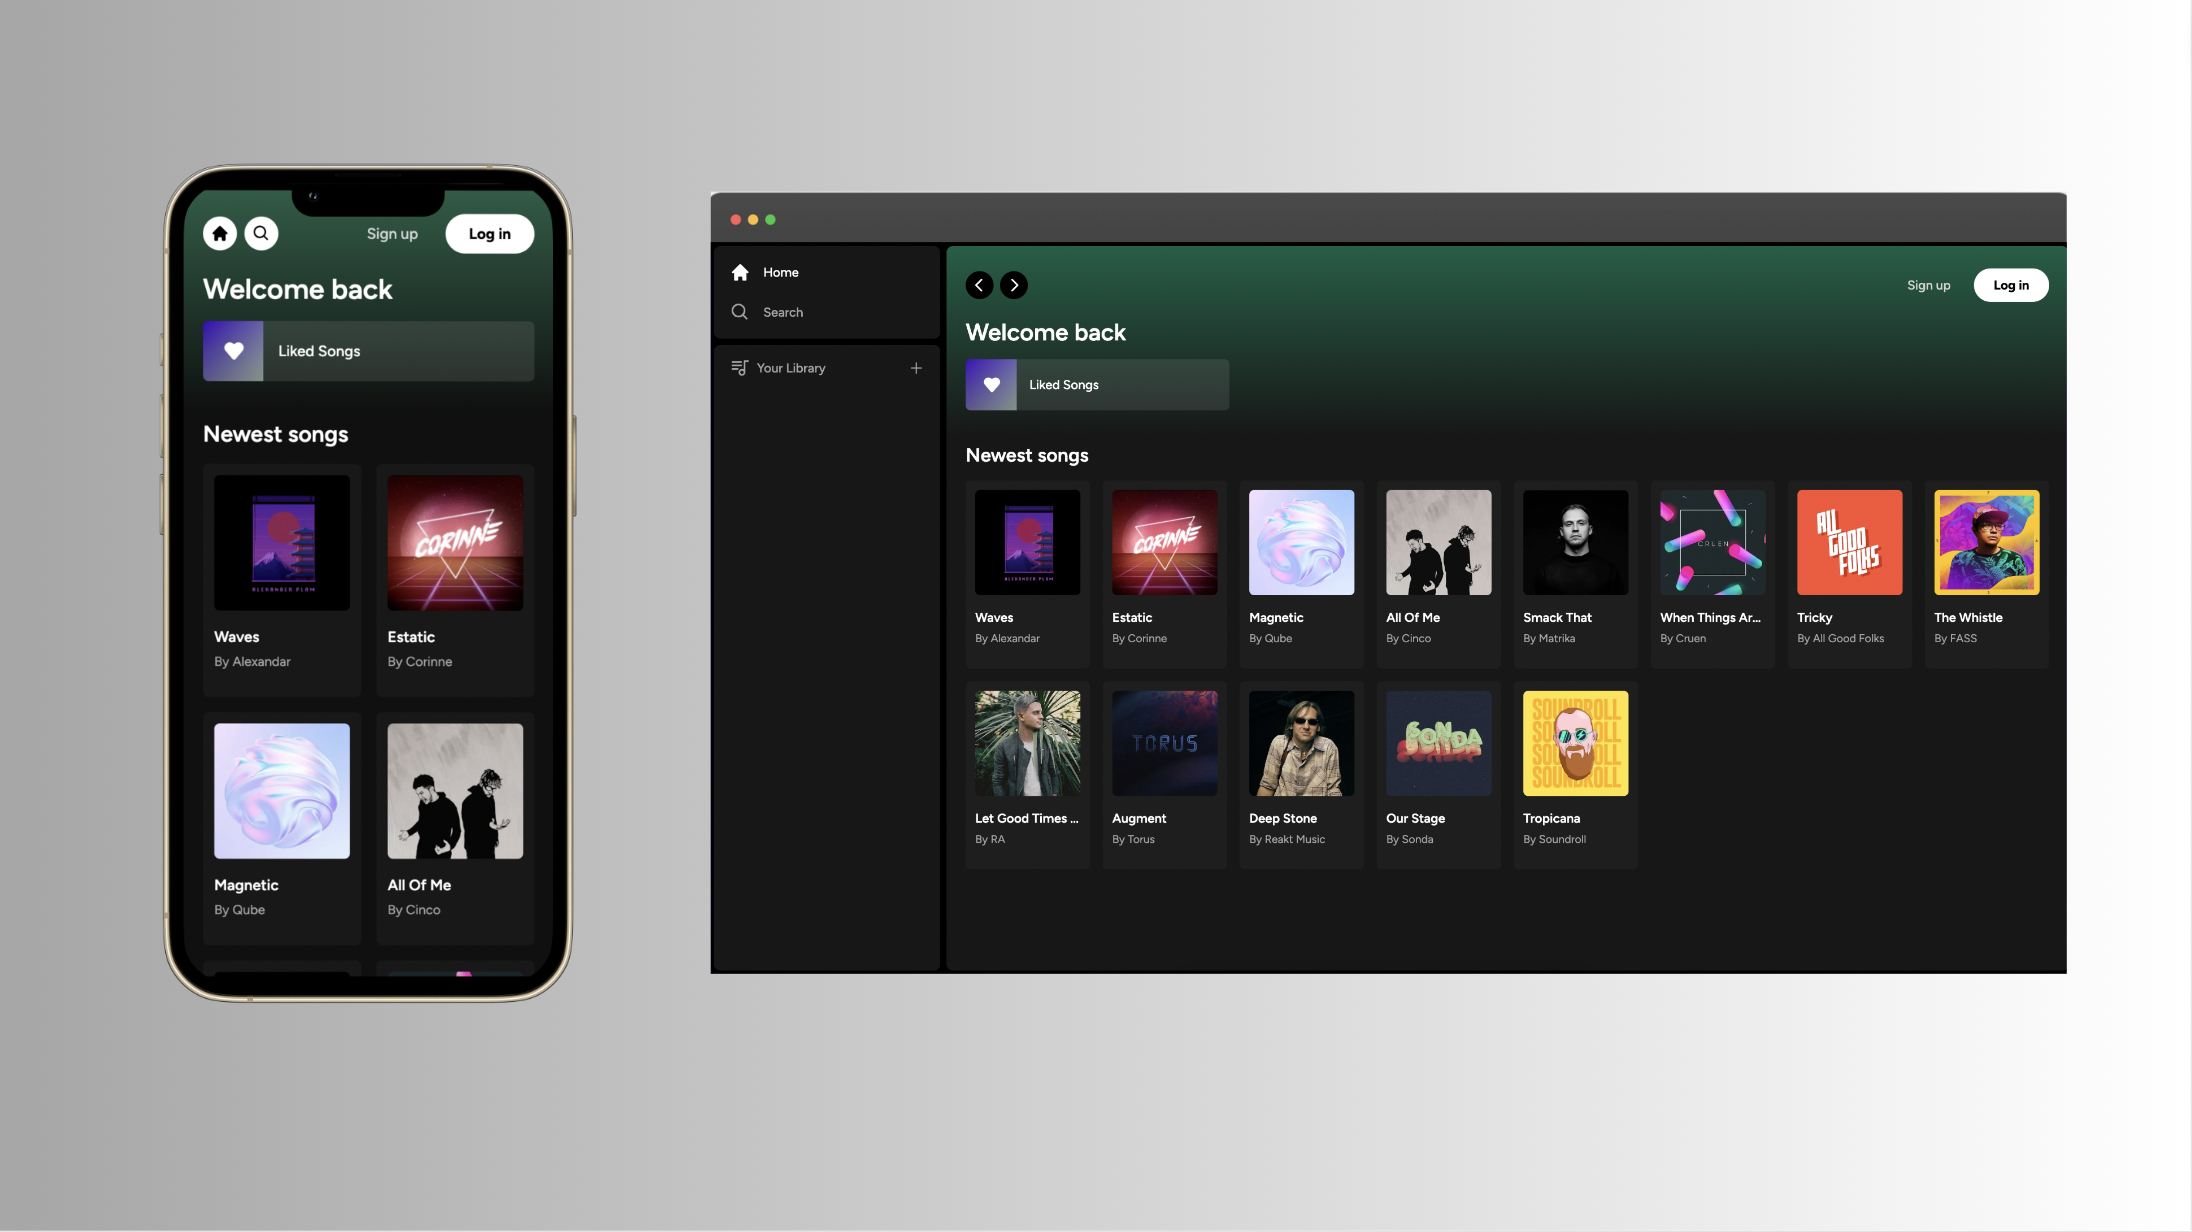 Sign up
Log in
Welcome back
Liked Songs
Newest songs
ALEXANDER PLAM
CORINNE
Waves
By Alexandar
Estatic
By Corinne
Magnetic
By Qube
All Of Me
By Cinco
Home
Search
Your Library
Sign up
Log in
Welcome back
Liked Songs
Newest songs
ALEXANDER PLAM
CORINNE
CRUEN
ALL GOOD FOLKS
Waves
By Alexandar
Estatic
By Corinne
Magnetic
By Qube
All Of Me
By Cinco
Smack That
By Matrika
When Things Ar...
By Cruen
Tricky
By All Good Folks
The Whistle
By FASS
TORUS
SONDA
SOUNDROLL
SOUNDROLL
SOUNDROLL
SOUNDROLL
Let Good Times ...
By RA
Augment
By Torus
Deep Stone
By Reakt Music
Our Stage
By Sonda
Tropicana
By Soundroll